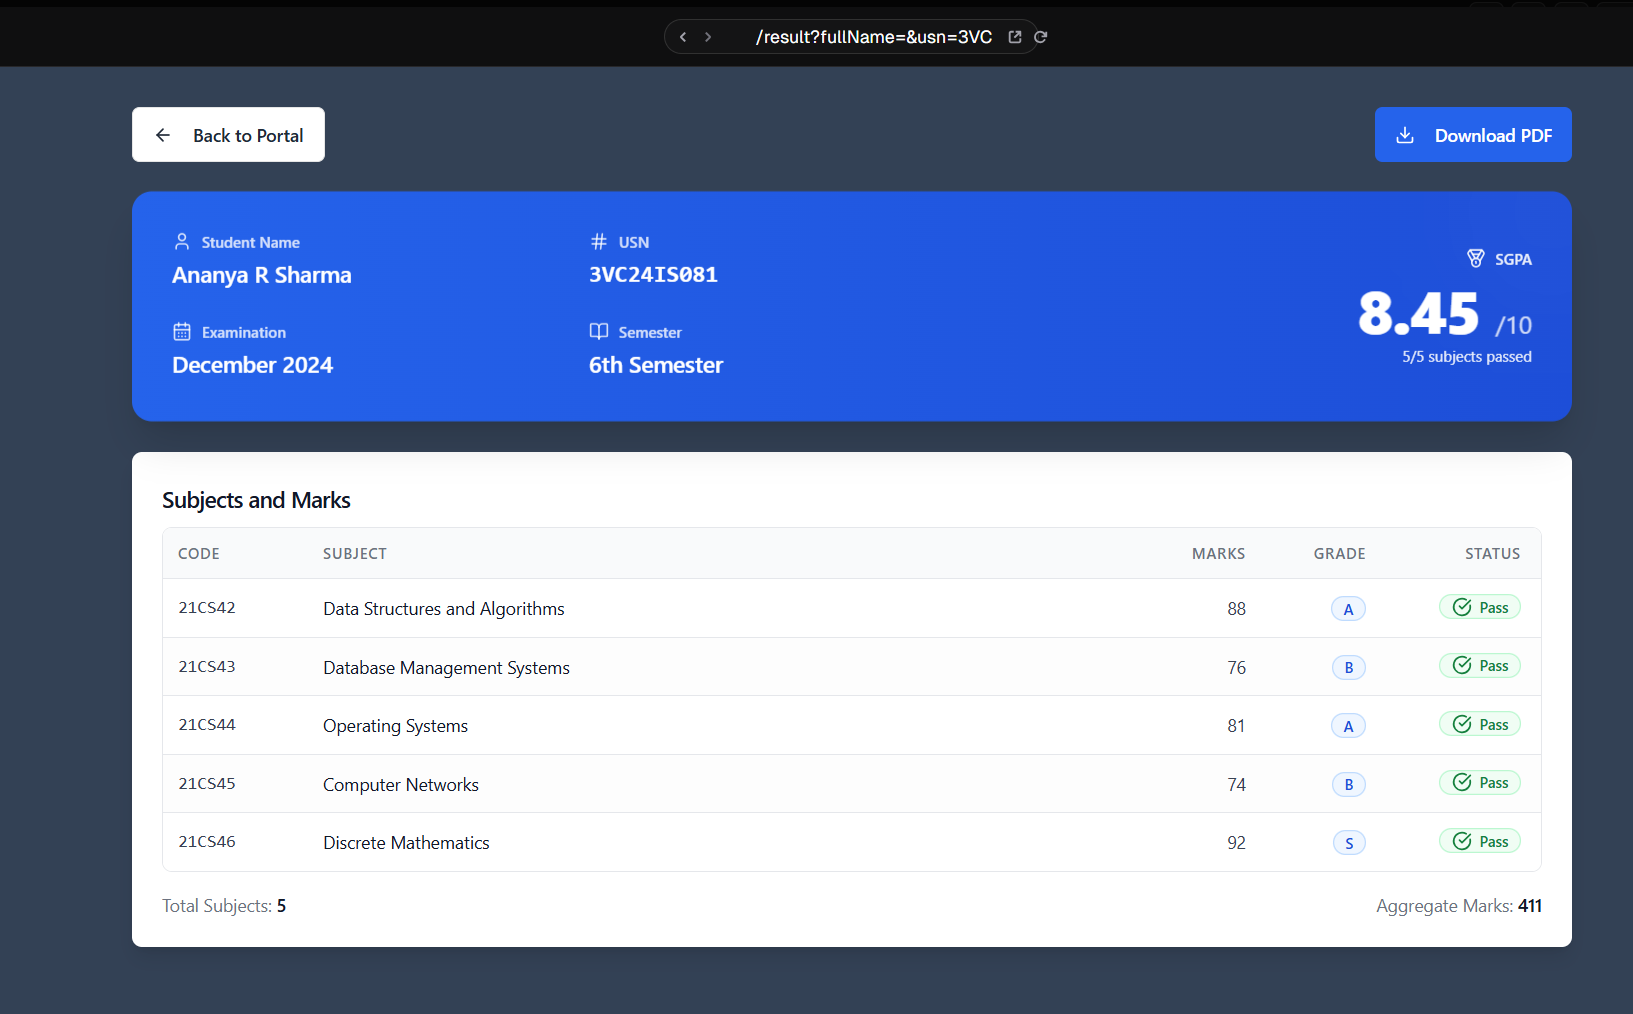 /result?fullName=&usn=3VC
Back to Portal
Download PDF
Student Name
Ananya R Sharma
USN
3VC24IS081
Examination
December 2024
Semester
6th Semester
SGPA
8.45 /10
5/5 subjects passed
Subjects and Marks
CODE SUBJECT MARKS GRADE STATUS
21CS42 Data Structures and Algorithms 88 A Pass
21CS43 Database Management Systems 76 B Pass
21CS44 Operating Systems 81 A Pass
21CS45 Computer Networks 74 B Pass
21CS46 Discrete Mathematics 92 S Pass
Total Subjects: 5
Aggregate Marks: 411